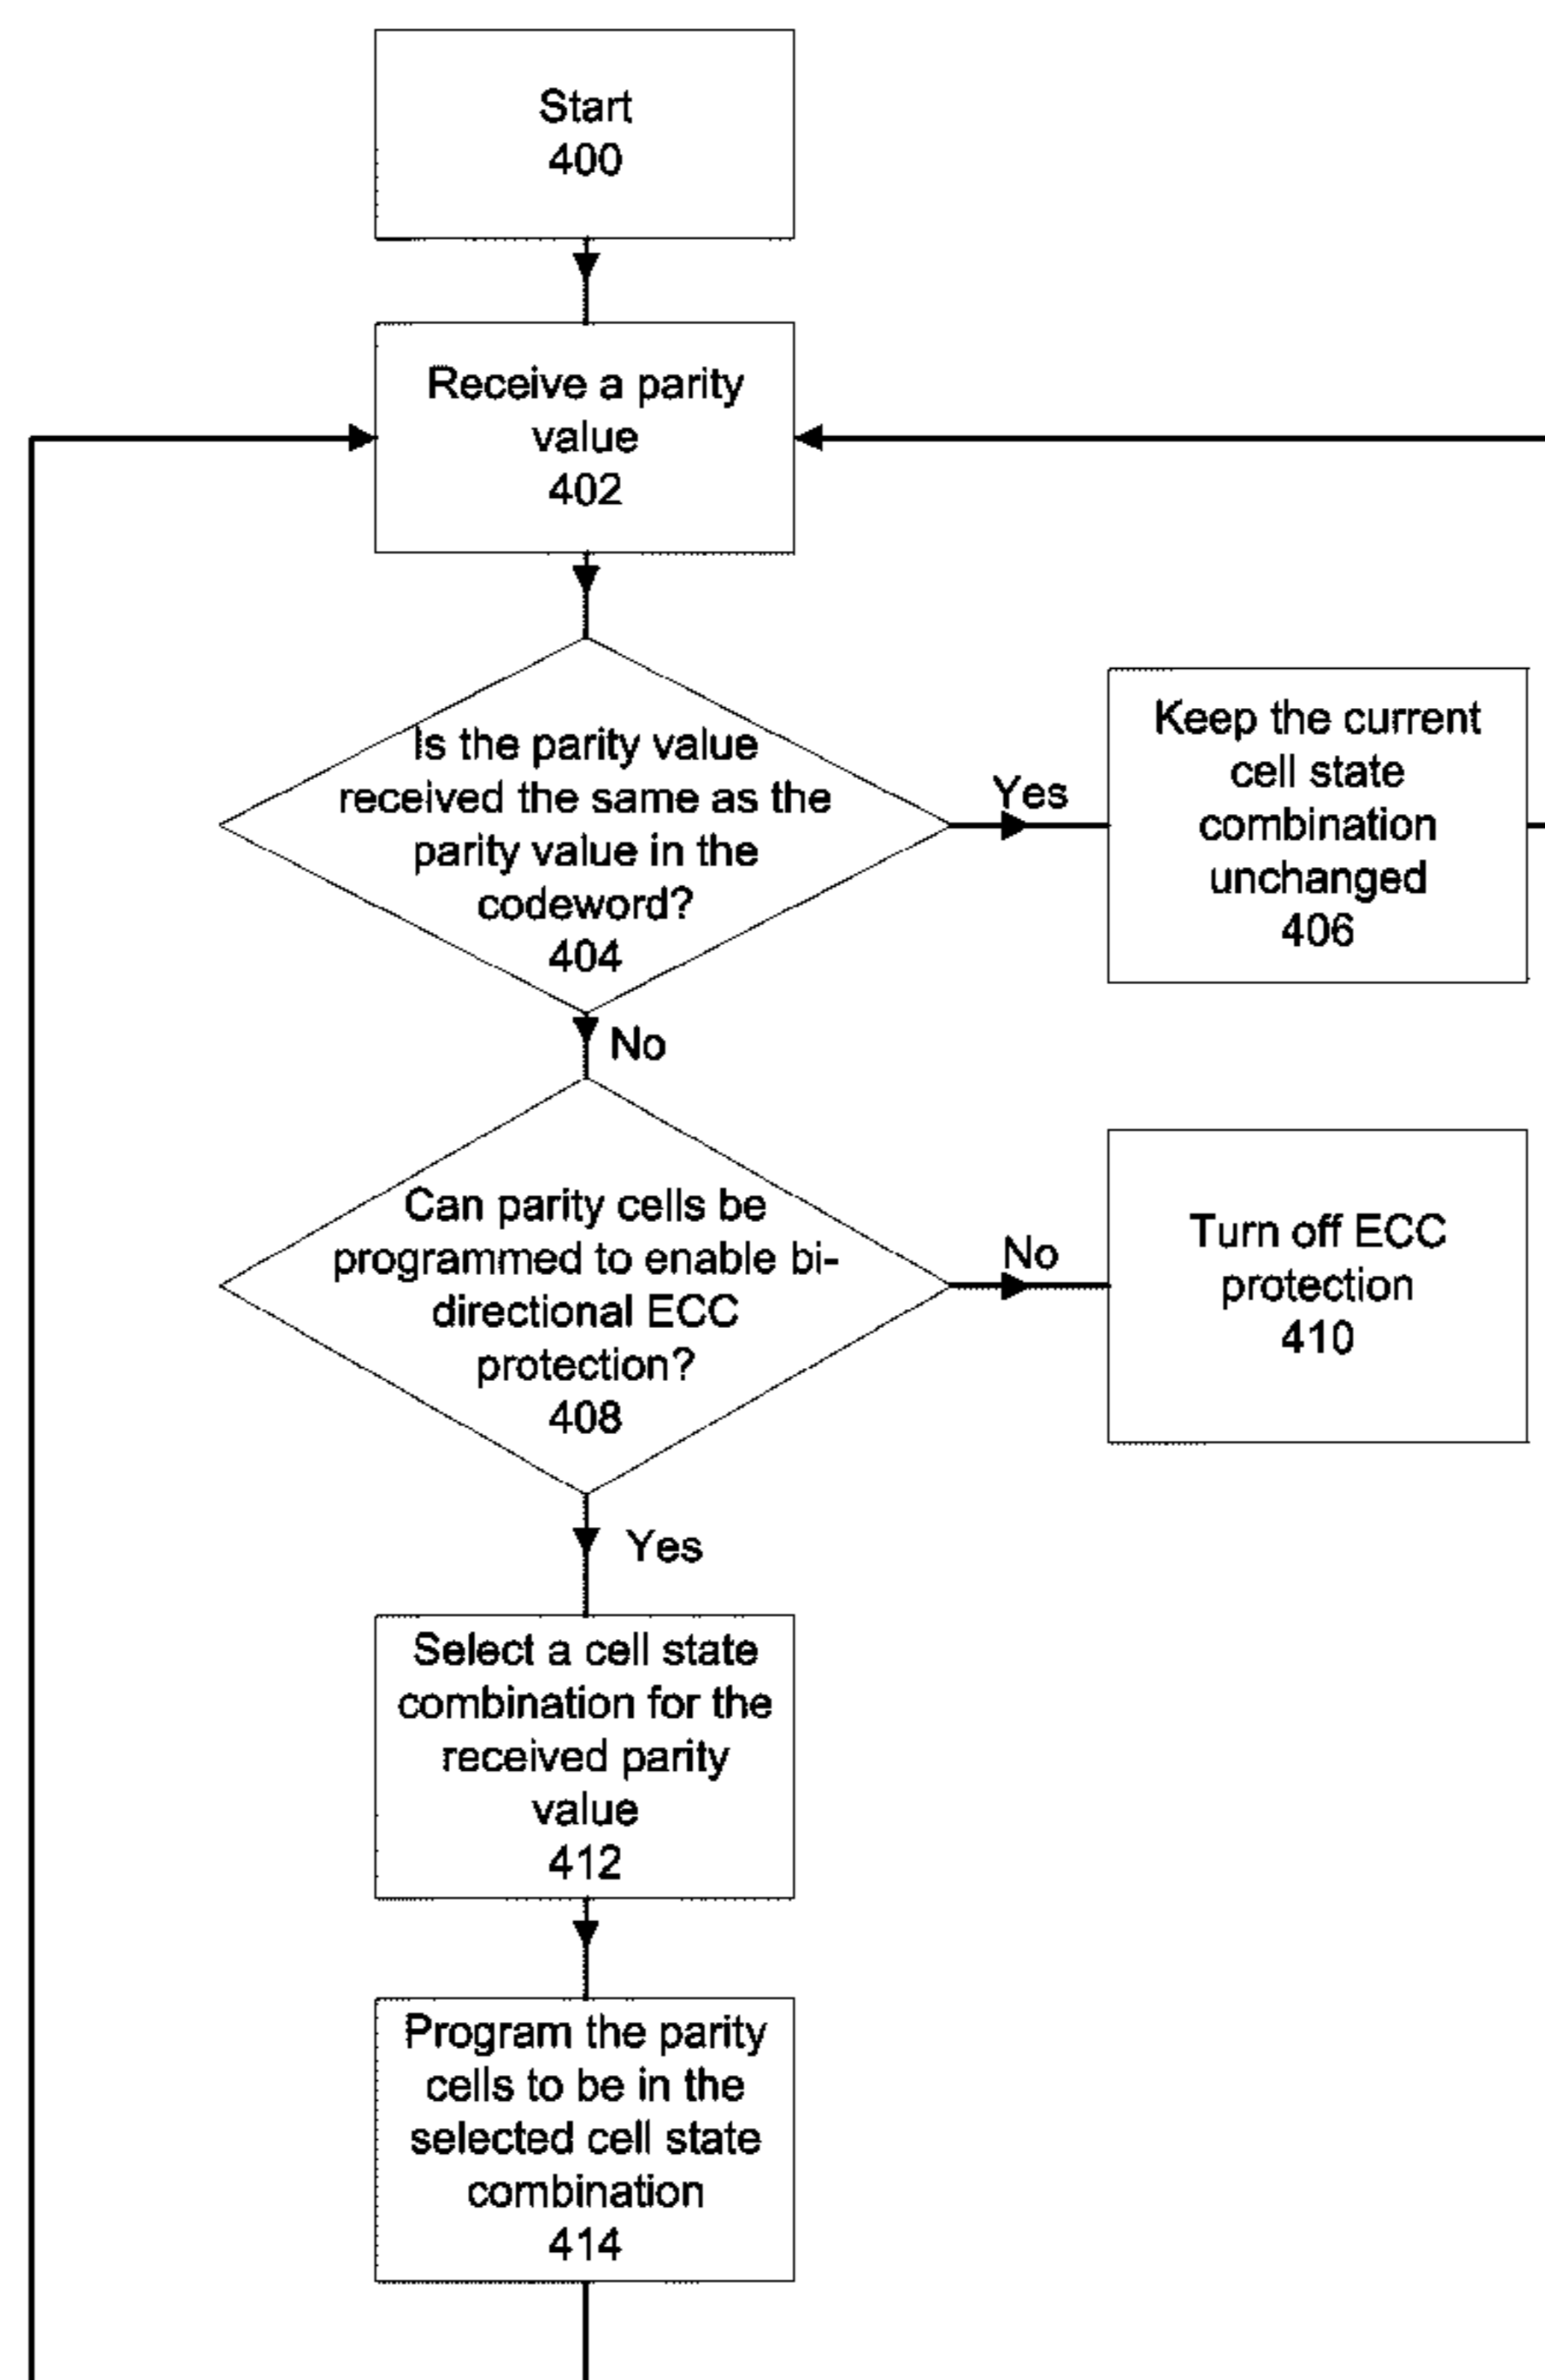 Start
400
Receive a parity
value
402
Is the parity value
received the same as the
parity value in the
codeword?
404
Yes
Keep the current
cell state
combination
unchanged
406
No
Can parity cells be
programmed to enable bi-
directional ECC
protection?
408
No
Turn off ECC
protection
410
Yes
Select a cell state
combination for the
received parity
value
412
Program the parity
cells to be in the
selected cell state
combination
414